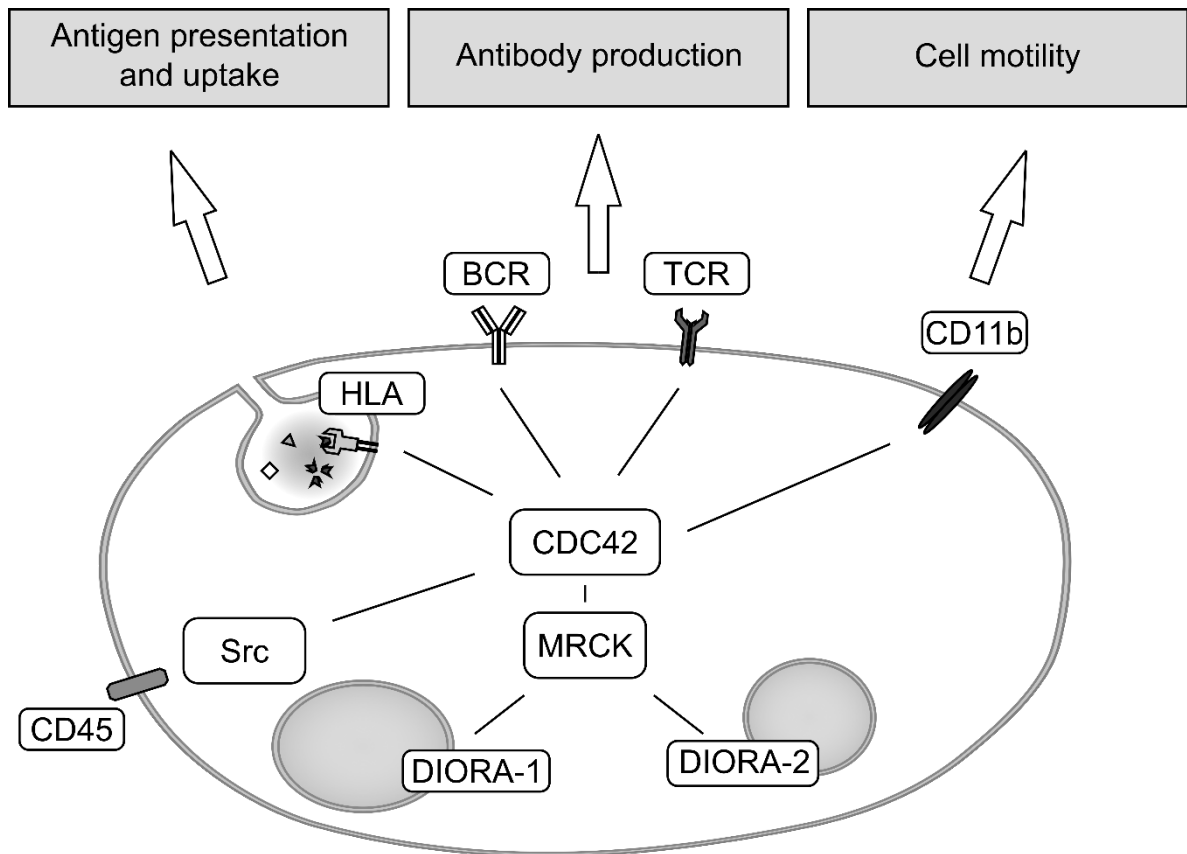 Antigen presentation
and uptake
Antibody production
Cell motility
BCR
TCR
CD11b
HLA
CDC42
MRCK
Src
CD45
DIORA-1
DIORA-2